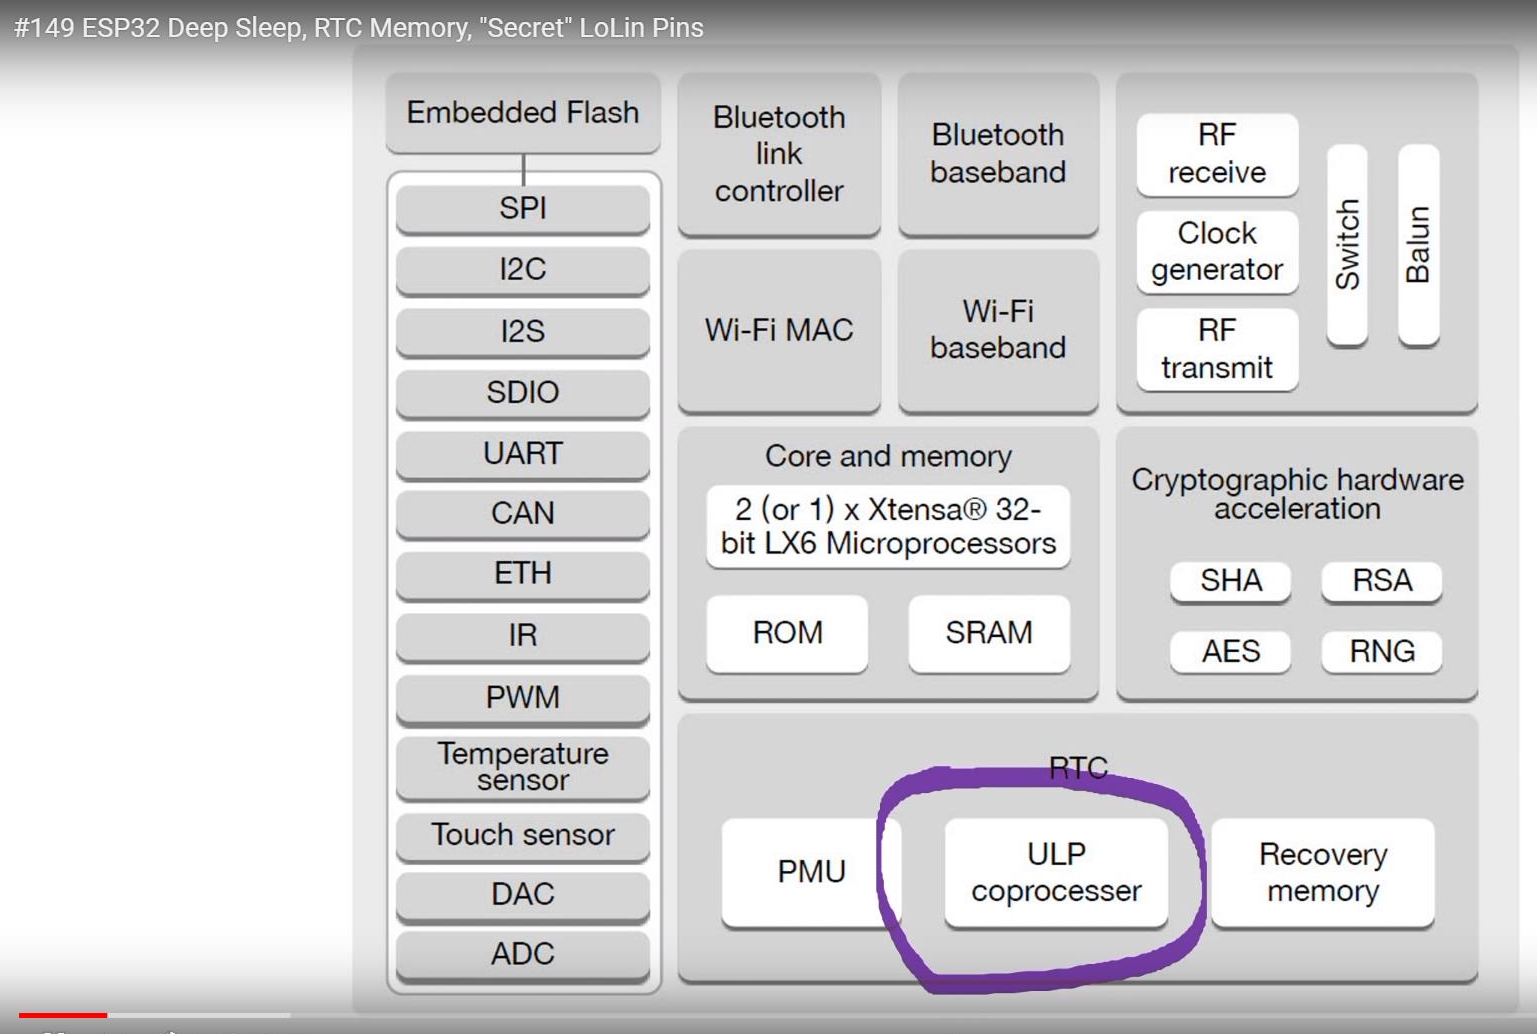 #149 ESP32 Deep Sleep, RTC Memory, "Secret" LoLin Pins
Embedded Flash
SPI
I2C
I2S
SDIO
UART
CAN
ETH
IR
PWM
Temperature
sensor
Touch sensor
DAC
ADC
Bluetooth
link
controller
Bluetooth
baseband
Wi-Fi MAC
Wi-Fi
baseband
RF
receive
Clock
generator
RF
transmit
Switch
Balun
Core and memory
2 (or 1) x Xtensa® 32-
bit LX6 Microprocessors
ROM
SRAM
Cryptographic hardware
acceleration
SHA
RSA
AES
RNG
RTC
PMU
ULP
coprocesser
Recovery
memory